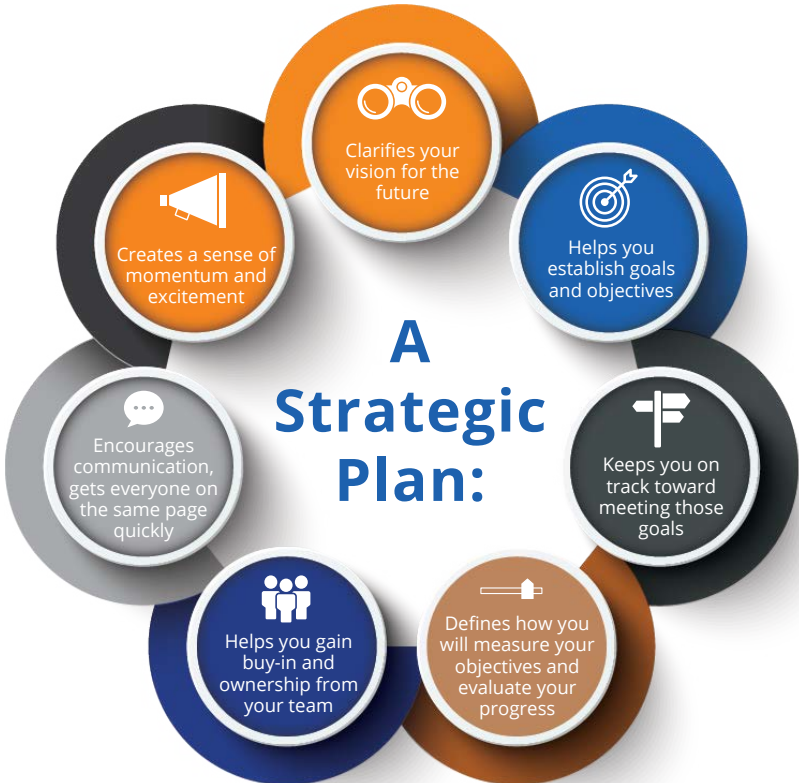 A
Strategic
Plan:
Clarifies your
vision for the
future
Helps you
establish goals
and objectives
Keeps you on
track toward
meeting those
goals
Defines how you
will measure your
objectives and
evaluate your
progress
Helps you gain
buy-in and
ownership from
your team
Encourages
communication,
gets everyone on
the same page
quickly
Creates a sense of
momentum and
excitement